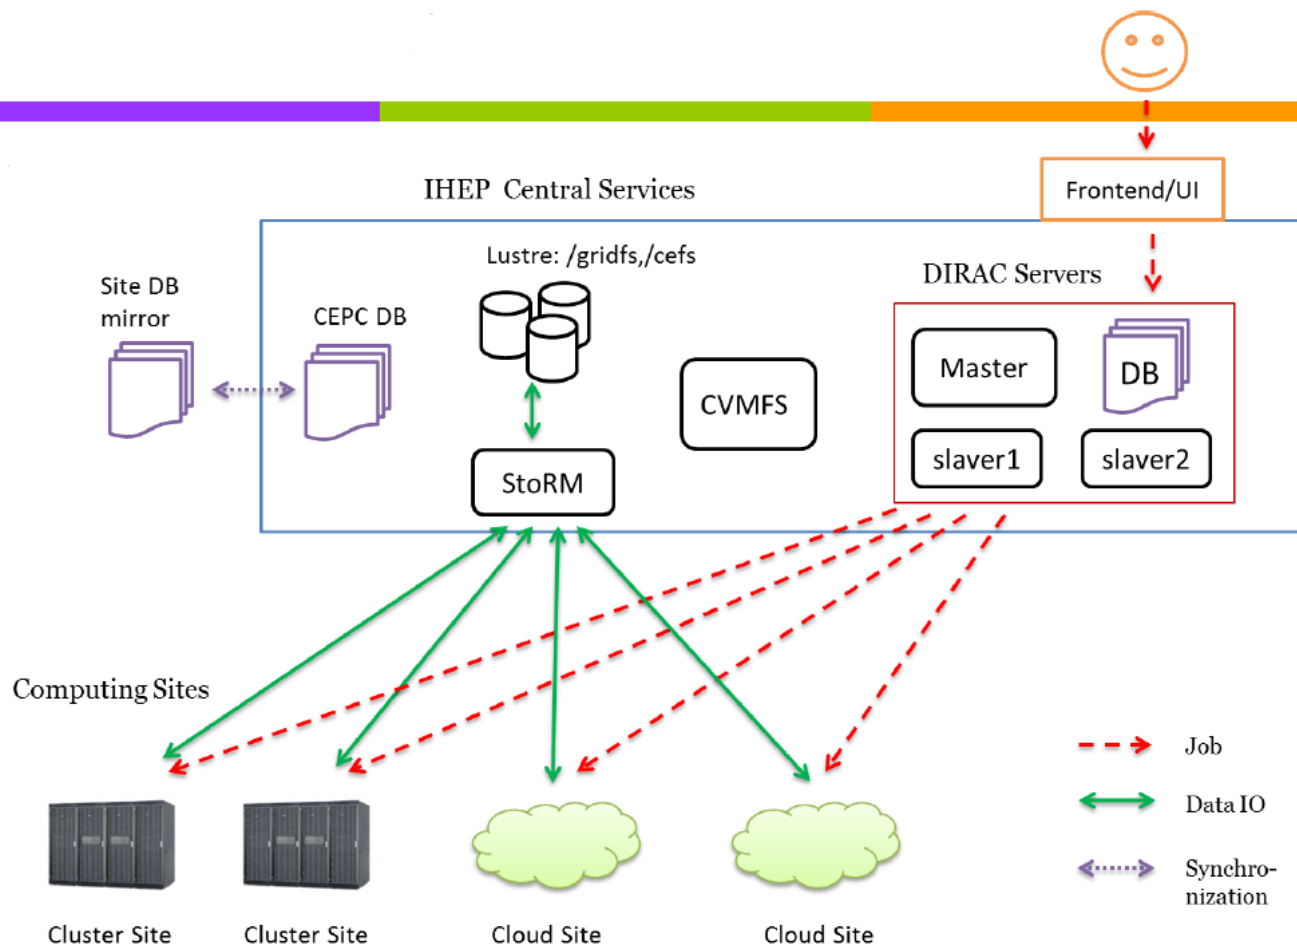 Frontend/UI
IHEP Central Services
Lustre: /gridfs,/cefs
DIRAC Servers
Site DB
mirror
CEPC DB
Master
DB
CVMFS
slaver1
slaver2
StoRM
Computing Sites
Job
Data IO
Synchro-
nization
Cluster Site
Cluster Site
Cloud Site
Cloud Site